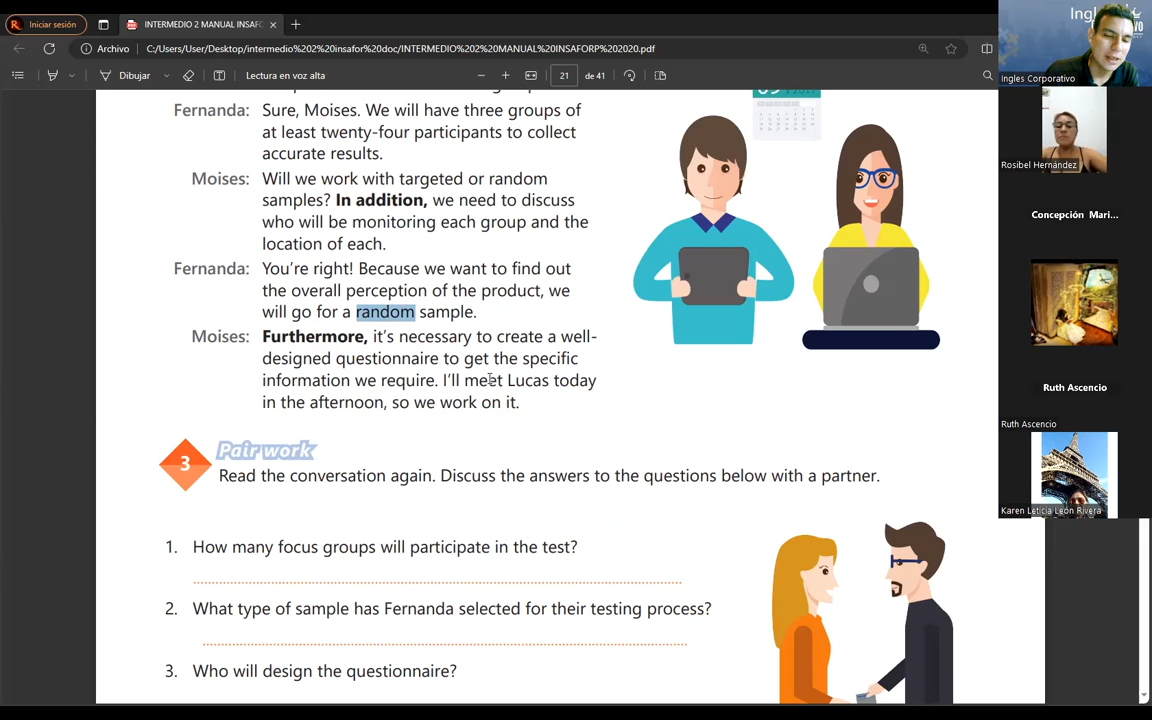 Iniciar sesión
INTERMEDIO 2 MANUAL INSAFO
Archivo
C:/Users/User/Desktop/intermedio%202%20insafor%20doc/INTERMEDIO%202%20MANUAL%20INSAFORP%202020.pdf
Dibujar
Lectura en voz alta
21
de 41
Fernanda: Sure, Moises. We will have three groups of
at least twenty-four participants to collect
accurate results.
Moises: Will we work with targeted or random
samples? In addition, we need to discuss
who will be monitoring each group and the
location of each.
Fernanda: You're right! Because we want to find out
the overall perception of the product, we
will go for a random sample.
Moises: Furthermore, it's necessary to create a well-
designed questionnaire to get the specific
information we require. I'll meet Lucas today
in the afternoon, so we work on it.
3
Pair work
Read the conversation again. Discuss the answers to the questions below with a partner.
1. How many focus groups will participate in the test?
2. What type of sample has Fernanda selected for their testing process?
3. Who will design the questionnaire?
Ingles Corporativo
Rosibel Hernández
Concepción Mari...
Ruth Ascencio
Ruth Ascencio
Karen Leticia León Rivera